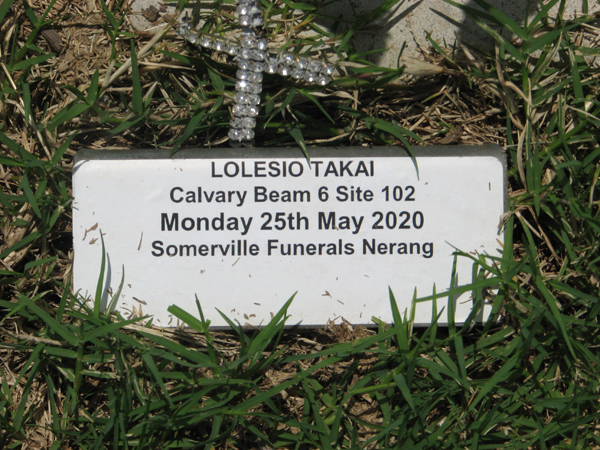 LOLESIO TAKAI
Calvary Beam 6 Site 102
Monday 25th May 2020
Somerville Funerals Nerang